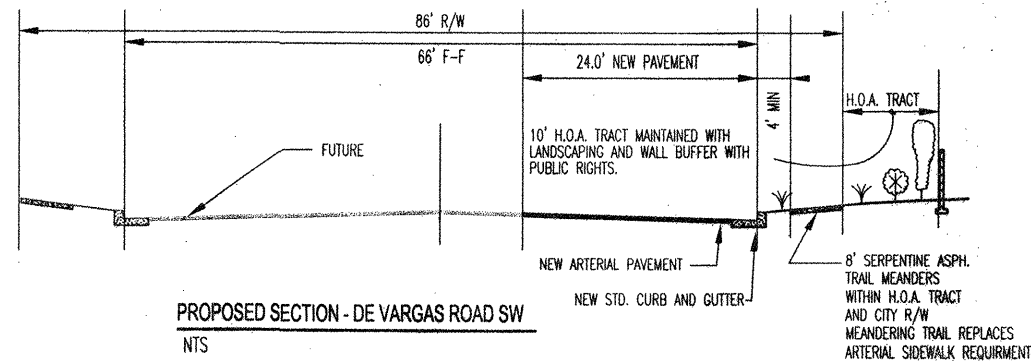 86' R/W
66' F-F
24.0' NEW PAVEMENT
4' MIN
H.O.A. TRACT
10' H.O.A. TRACT MAINTAINED WITH
LANDSCAPING AND WALL BUFFER WITH
PUBLIC RIGHTS.
FUTURE
NEW ARTERIAL PAVEMENT
NEW STD. CURB AND GUTTER
8' SERPENTINE ASPH.
TRAIL MEANDERS
WITHIN H.O.A. TRACT
AND CITY R/W
MEANDERING TRAIL REPLACES
ARTERIAL SIDEWALK REQUIRMENT
PROPOSED SECTION - DE VARGAS ROAD SW
NTS